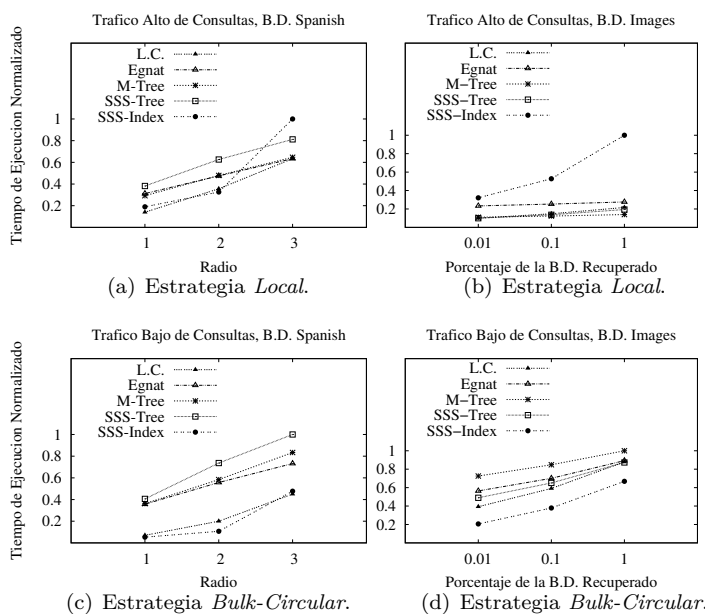 Trafico Alto de Consultas, B.D. Spanish
Tiempo de Ejecucion Normalizado
L.C.
Egnat
M-Tree
SSS-Tree
SSS-Index
1
0.8
0.6
0.4
0.2
1 2 3
Radio
(a) Estrategia Local.
Trafico Alto de Consultas, B.D. Images
L.C.
Egnat
M-Tree
SSS-Tree
SSS-Index
1
0.8
0.6
0.4
0.2
0.01 0.1 1
Porcentaje de la B.D. Recuperado
(b) Estrategia Local.
Trafico Bajo de Consultas, B.D. Spanish
Tiempo de Ejecucion Normalizado
L.C.
Egnat
M-Tree
SSS-Tree
SSS-Index
1
0.8
0.6
0.4
0.2
1 2 3
Radio
(c) Estrategia Bulk-Circular.
Trafico Bajo de Consultas, B.D. Images
L.C.
Egnat
M-Tree
SSS-Tree
SSS-Index
1
0.8
0.6
0.4
0.2
0.01 0.1 1
Porcentaje de la B.D. Recuperado
(d) Estrategia Bulk-Circular.